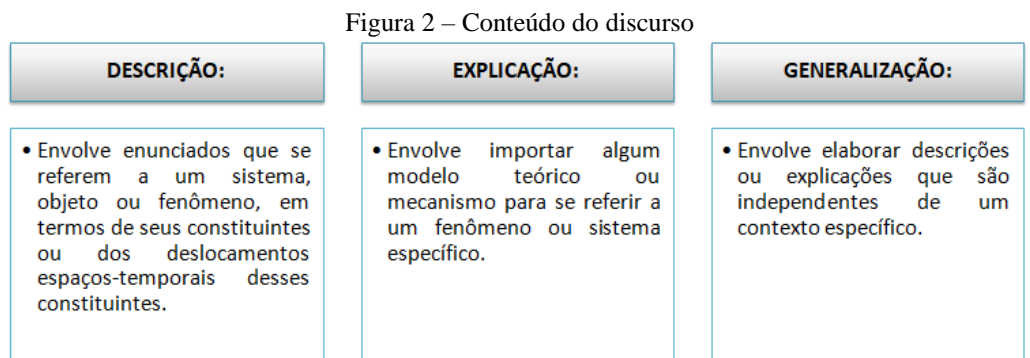 Figura 2 – Conteúdo do discurso
DESCRIÇÃO:
• Envolve enunciados que se
referem a um sistema,
objeto ou fenômeno, em
termos de seus constituintes
ou dos deslocamentos
espaços-temporais desses
constituintes.
EXPLICAÇÃO:
• Envolve importar algum
modelo teórico ou
mecanismo para se referir a
um fenômeno ou sistema
específico.
GENERALIZAÇÃO:
• Envolve elaborar descrições
ou explicações que são
independentes de um
contexto específico.